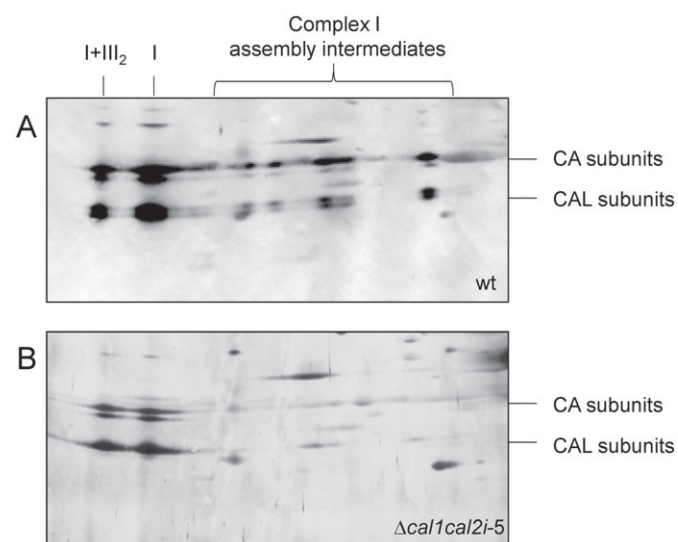 Complex I
assembly intermediates
I+III₂ I
A
CA subunits
CAL subunits
wt
B
CA subunits
CAL subunits
Δcal1cal2i-5